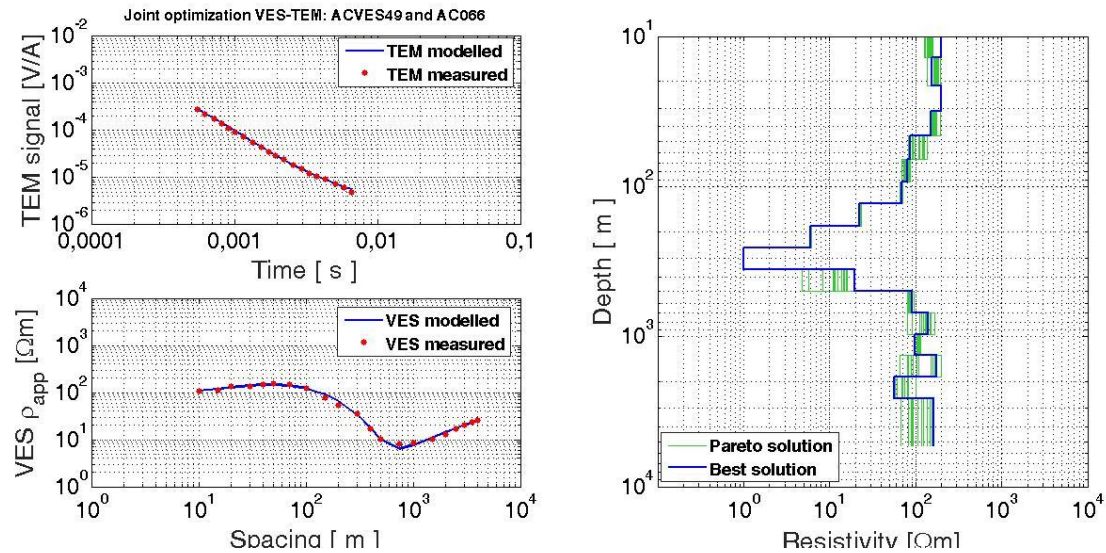 Joint optimization VES-TEM: ACVES49 and AC066
TEM signal [V/A]
10-2
10-3
10-4
10-5
10-6
TEM modelled
TEM measured
0,0001 0,001 0,01 0,1
Time [ s ]
VES ρapp [Ωm]
104
103
102
101
100
VES modelled
VES measured
100 101 102 103 104
Spacing [ m ]
Depth [ m ]
101
102
103
104
Pareto solution
Best solution
100 101 102 103 104
Resistivity [Ωm]